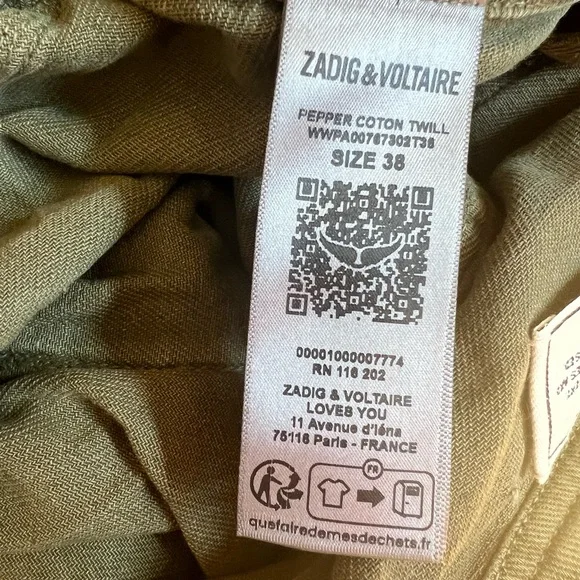 ZADIG&VOLTAIRE
PEPPER COTON TWILL
WWPA00767302T38
SIZE 38
00001000007774
RN 116 202
ZADIG & VOLTAIRE
LOVES YOU
11 Avenue d'Iéna
75116 Paris - FRANCE
FR
quefairedemesdechets.fr